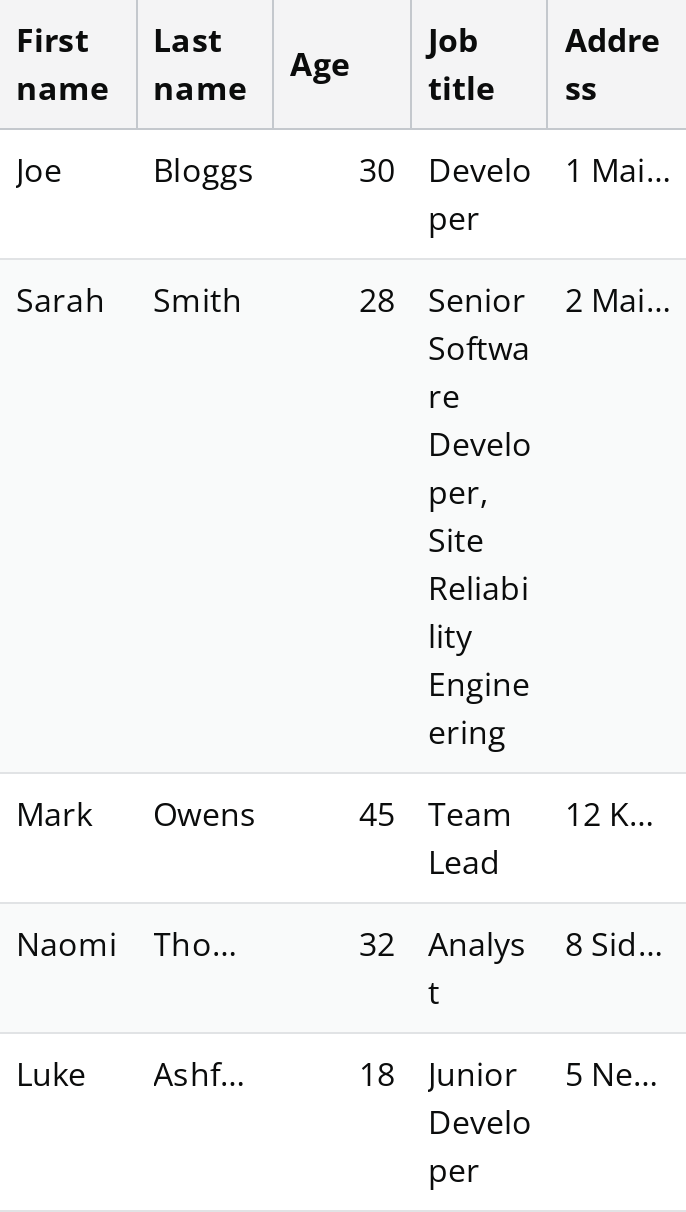 First name Last name Age Job title Address
Joe Bloggs 30 Developer 1 Mai...
Sarah Smith 28 Senior Software Developer, Site Reliability Engineering 2 Mai...
Mark Owens 45 Team Lead 12 K...
Naomi Tho... 32 Analyst 8 Sid...
Luke Ashf... 18 Junior Developer 5 Ne...